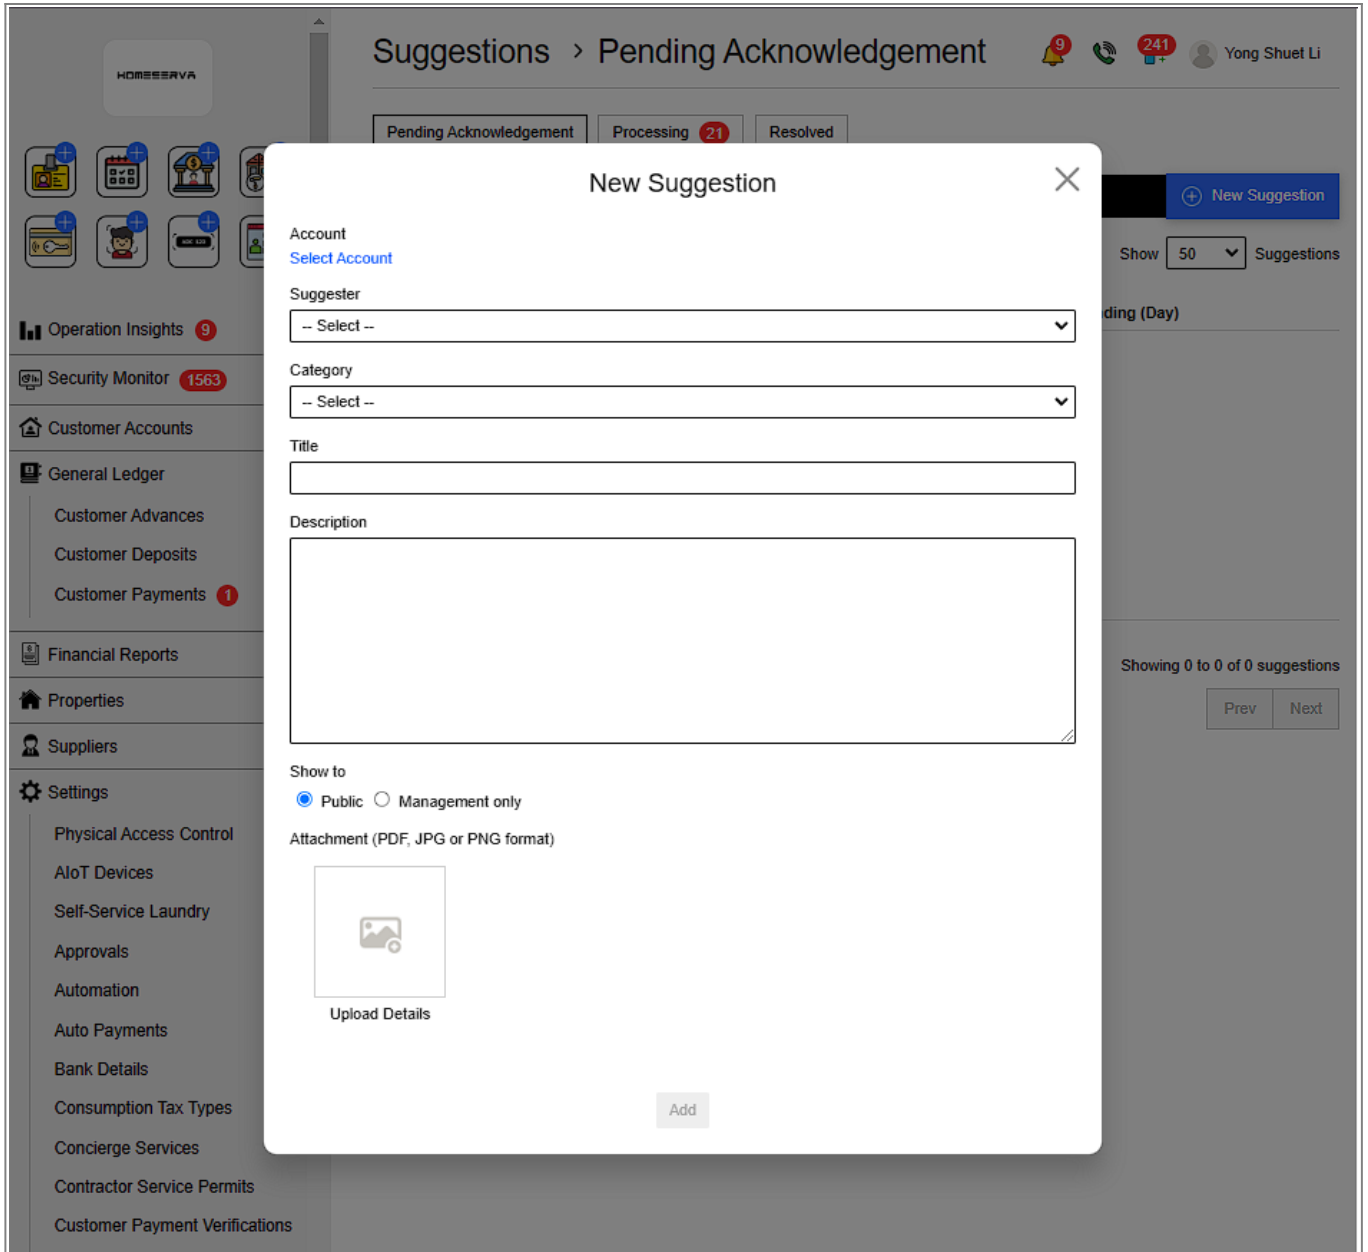 HOMESERVA
Suggestions > Pending Acknowledgement
9
241
Yong Shuet Li
Pending Acknowledgement
Processing 21
Resolved
New Suggestion
Show 50 Suggestions
ding (Day)
Showing 0 to 0 of 0 suggestions
Prev
Next
Operation Insights 9
Security Monitor 1563
Customer Accounts
General Ledger
Customer Advances
Customer Deposits
Customer Payments 1
Financial Reports
Properties
Suppliers
Settings
Physical Access Control
AIoT Devices
Self-Service Laundry
Approvals
Automation
Auto Payments
Bank Details
Consumption Tax Types
Concierge Services
Contractor Service Permits
Customer Payment Verifications
New Suggestion
Account
Select Account
Suggester
-- Select --
Category
-- Select --
Title
Description
Show to
Public
Management only
Attachment (PDF, JPG or PNG format)
Upload Details
Add